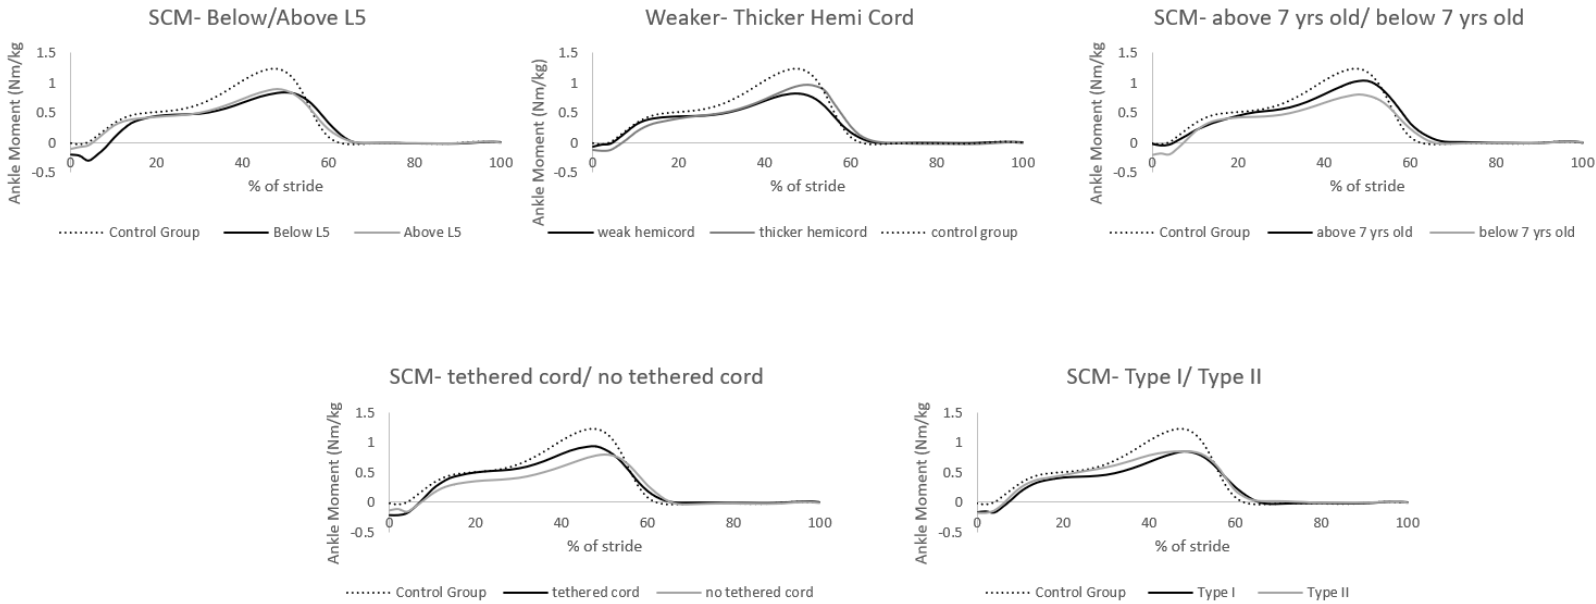 SCM- Below/Above L5
Ankle Moment (Nm/kg)
1.5
1
0.5
0
-0.5
0 20 40 60 80 100
% of stride
Control Group Below L5 Above L5
Weaker- Thicker Hemi Cord
Ankle Moment (Nm/kg)
1.5
1
0.5
0
-0.5
0 20 40 60 80 100
% of stride
weak hemicord thicker hemicord control group
SCM- above 7 yrs old/ below 7 yrs old
Ankle Moment (Nm/kg
1.5
1
0.5
0
-0.5
0 20 40 60 80 100
% of stride
Control Group above 7 yrs old below 7 yrs old
SCM- tethered cord/ no tethered cord
Ankle Moment (Nm/kg
1.5
1
0.5
0
-0.5
0 20 40 60 80 100
% of stride
Control Group tethered cord no tethered cord
SCM- Type I/ Type II
Ankle Moment (Nm/kg
1.5
1
0.5
0
-0.5
0 20 40 60 80 100
% of stride
Control Group Type I Type II